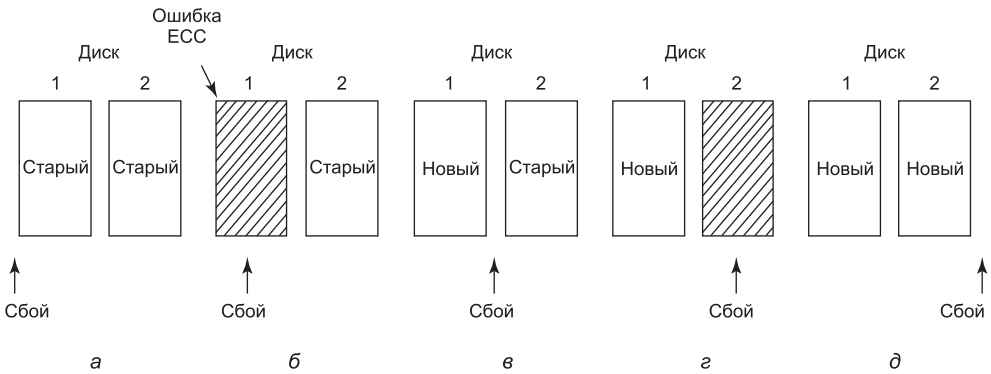 Ошибка
ECC
Диск Диск Диск Диск Диск
1 2 1 2 1 2 1 2 1 2
Старый Старый Старый Новый Старый Новый Новый Новый
Сбой Сбой Сбой Сбой Сбой
а б в г д